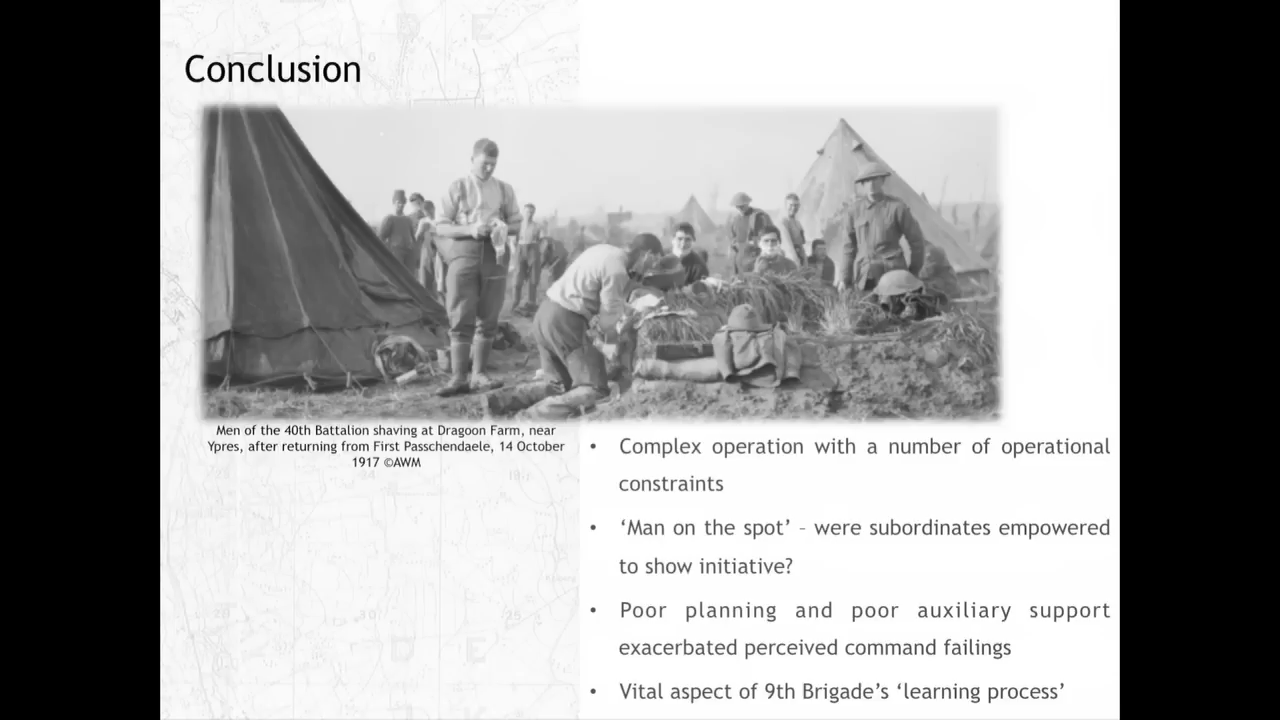 Conclusion
Men of the 40th Battalion shaving at Dragoon Farm, near
Ypres, after returning from First Passchendaele, 14 October
1917 ©AWM
• Complex operation with a number of operational
constraints
• ‘Man on the spot’ – were subordinates empowered
to show initiative?
• Poor planning and poor auxiliary support
exacerbated perceived command failings
• Vital aspect of 9th Brigade’s ‘learning process’